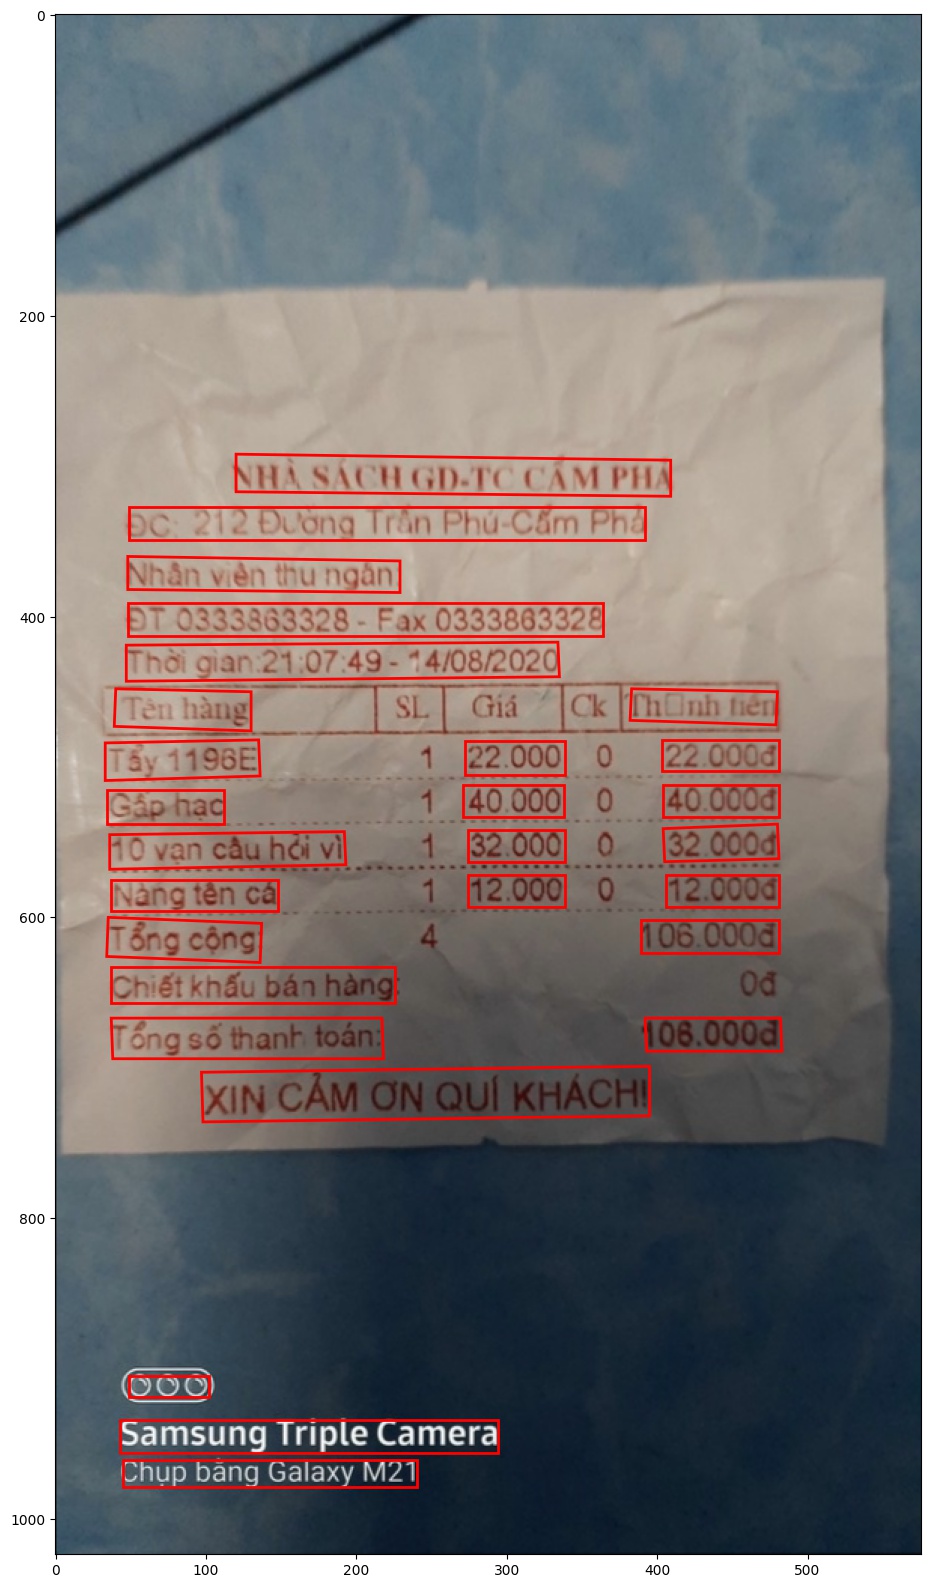 0
200
400
600
800
1000
NHÀ SÁCH GD-TC CẨM PHẢ
ĐC: 212 Đường Trần Phú-Cẩm Phả
Nhân viên thu ngân:
ĐT 0333863328 - Fax 0333863328
Thời gian:21:07:49 - 14/08/2020
Tên hàng SL Giá Ck Th□nh tiền
Tẩy 1196E 1 22.000 0 22.000đ
Gấp hạc 1 40.000 0 40.000đ
10 vạn câu hỏi vì 1 32.000 0 32.000đ
Nàng tên cá 1 12.000 0 12.000đ
Tổng cộng: 4 106.000đ
Chiết khấu bán hàng: 0đ
Tổng số thanh toán: 106.000đ
XIN CẢM ƠN QUÍ KHÁCH!
Samsung Triple Camera
Chụp bằng Galaxy M21
0 100 200 300 400 500